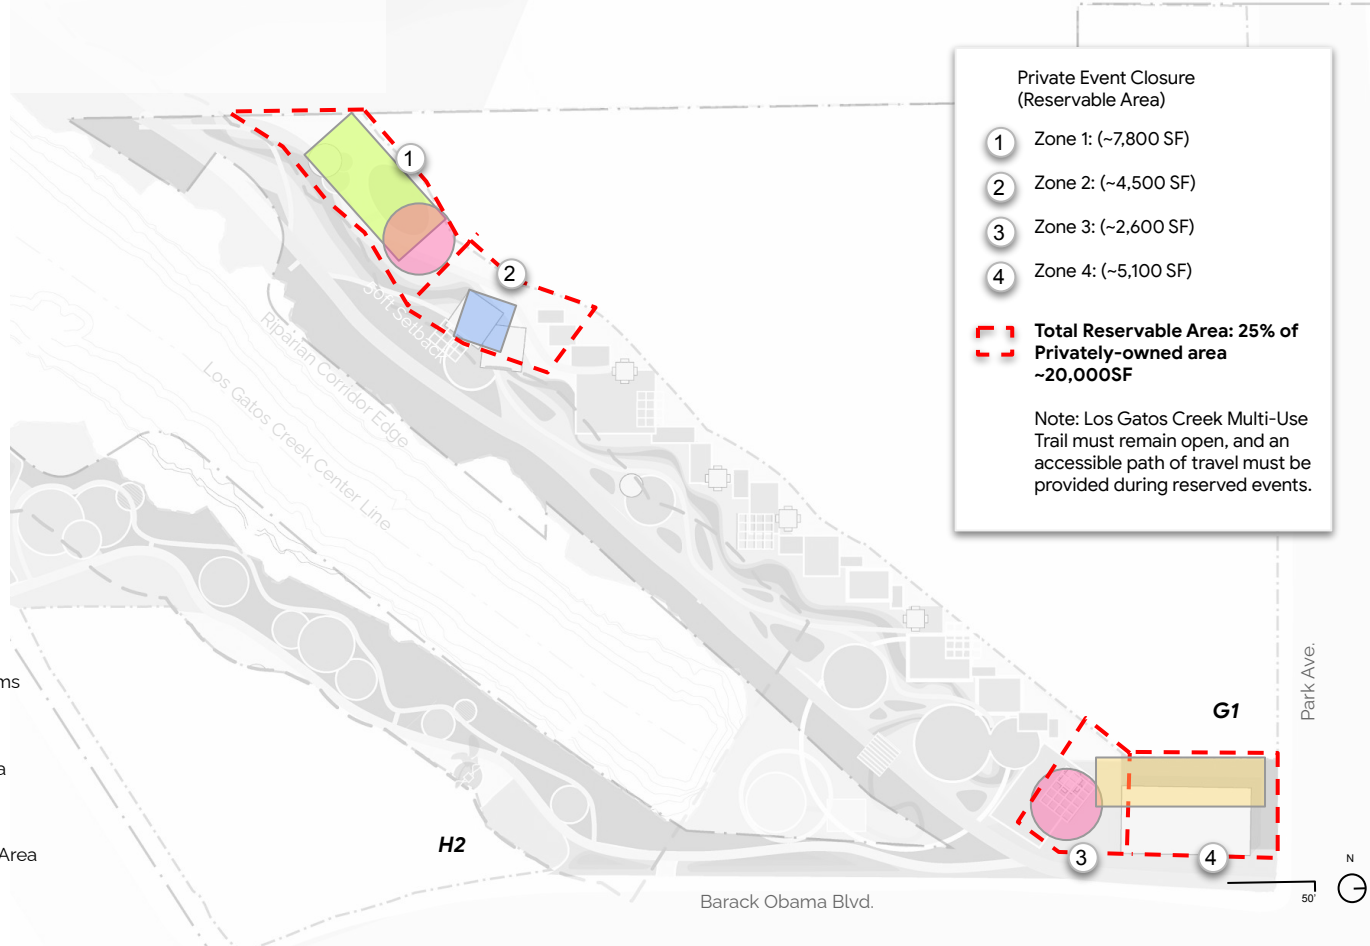 Private Event Closure
(Reservable Area)
1 Zone 1: (~7,800 SF)
2 Zone 2: (~4,500 SF)
3 Zone 3: (~2,600 SF)
4 Zone 4: (~5,100 SF)
Total Reservable Area: 25% of
Privately-owned area
~20,000SF
Note: Los Gatos Creek Multi-Use
Trail must remain open, and an
accessible path of travel must be
provided during reserved events.
1
2
Soft Setback
Riparian Corridor Edge
Los Gatos Creek Center Line
ms
a
Area
H2
G1
Park Ave.
3
4
Barack Obama Blvd.
50'
N